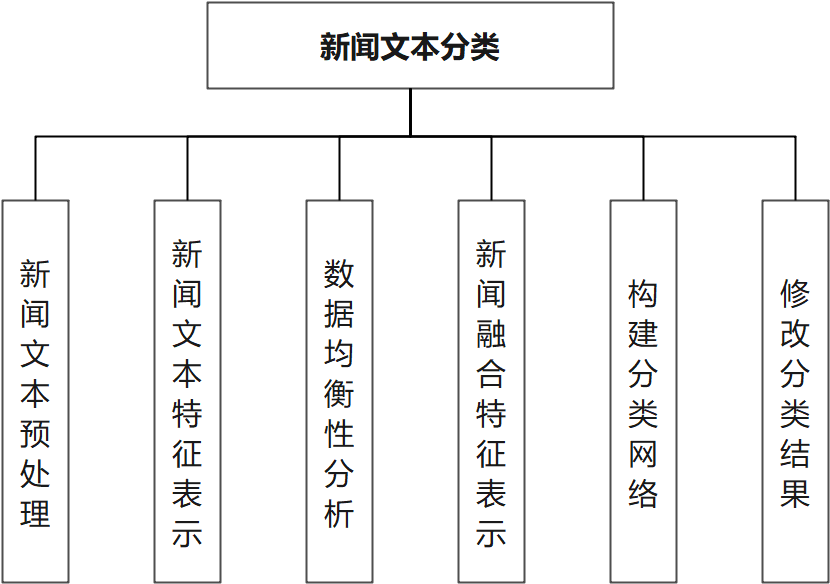 新闻文本分类
新闻文本预处理
新闻文本特征表示
数据均衡性分析
新闻融合特征表示
构建分类网络
修改分类结果